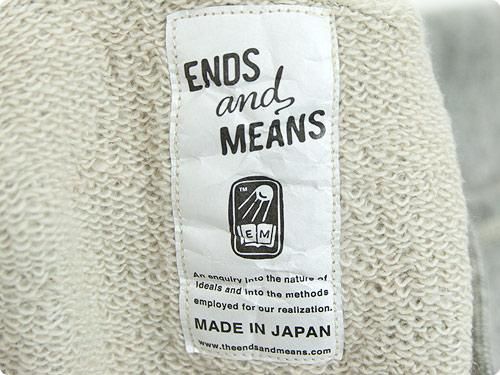 ENDS
and
MEANS
TM
E M
An enquiry into the nature of
ideals and into the methods
employed for our realization.
MADE IN JAPAN
www.theendsandmeans.com